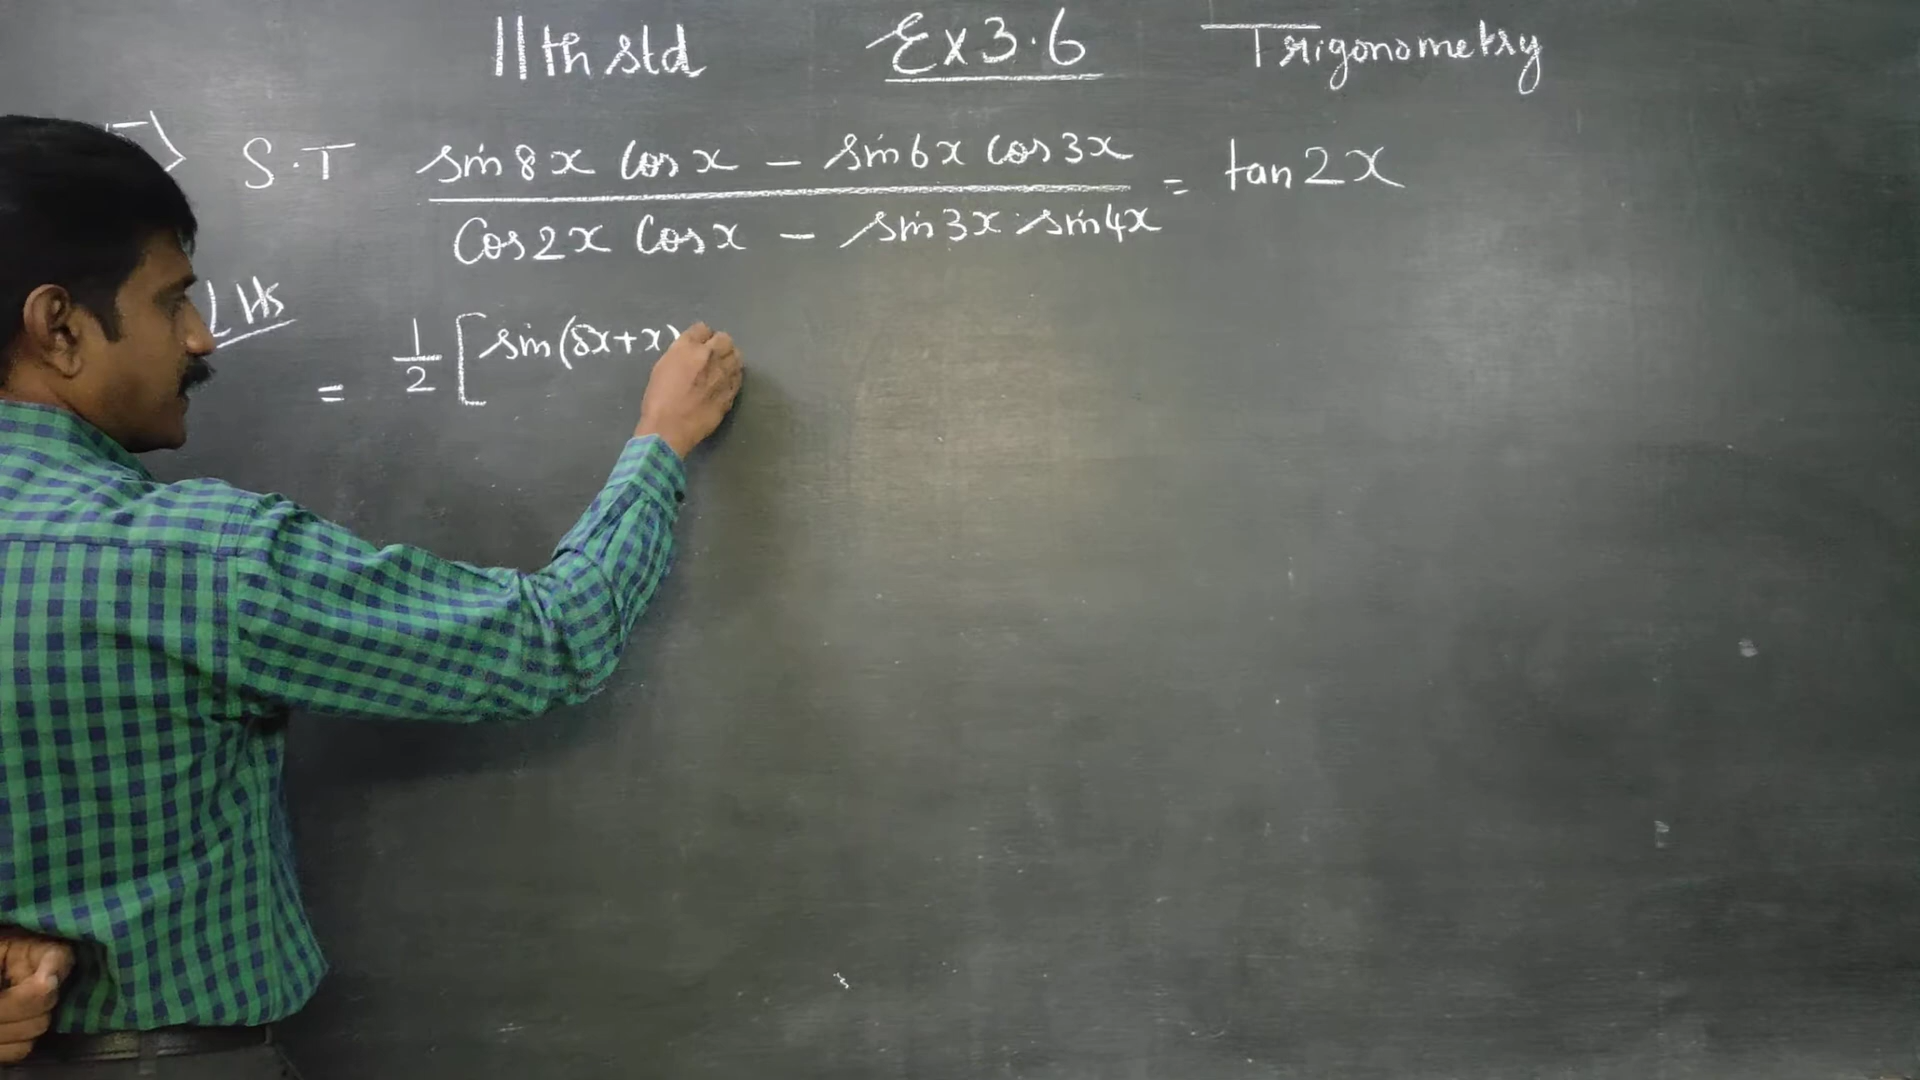 11th std Ex 3.6 Trigonometry
S.T sin 8x cos x - sin 6x cos 3x = tan 2x
cos 2x cos x - sin 3x sin 4x
LHS
= 1/2 [ sin(8x+x)